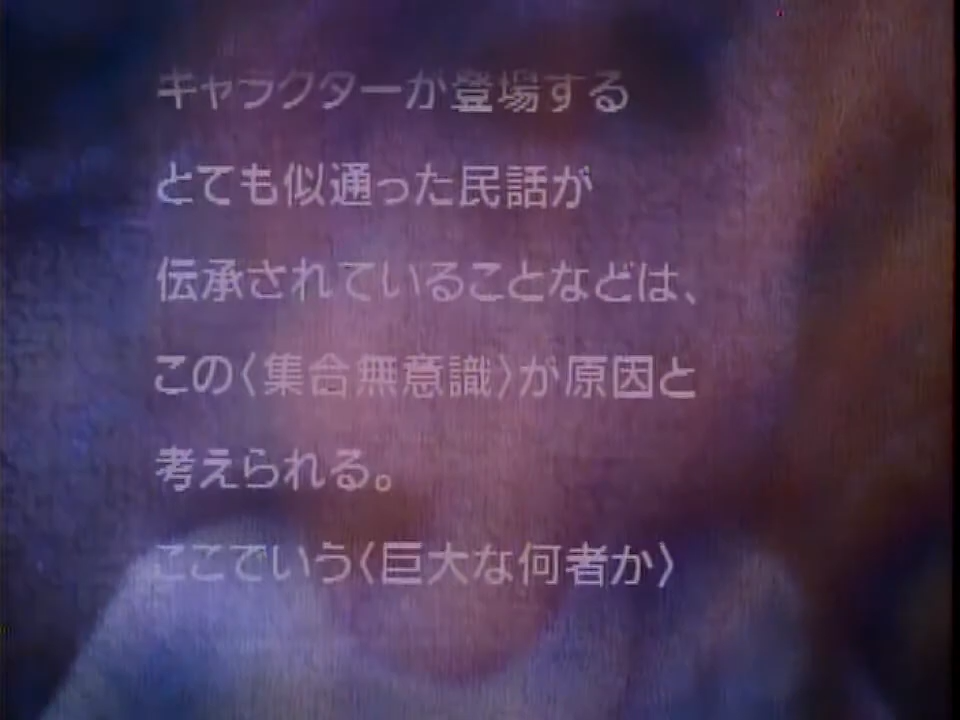 キャラクターが登場する
とても似通った民話が
伝承されていることなどは、
この〈集合無意識〉が原因と
考えられる。
ここでいう〈巨大な何者か〉